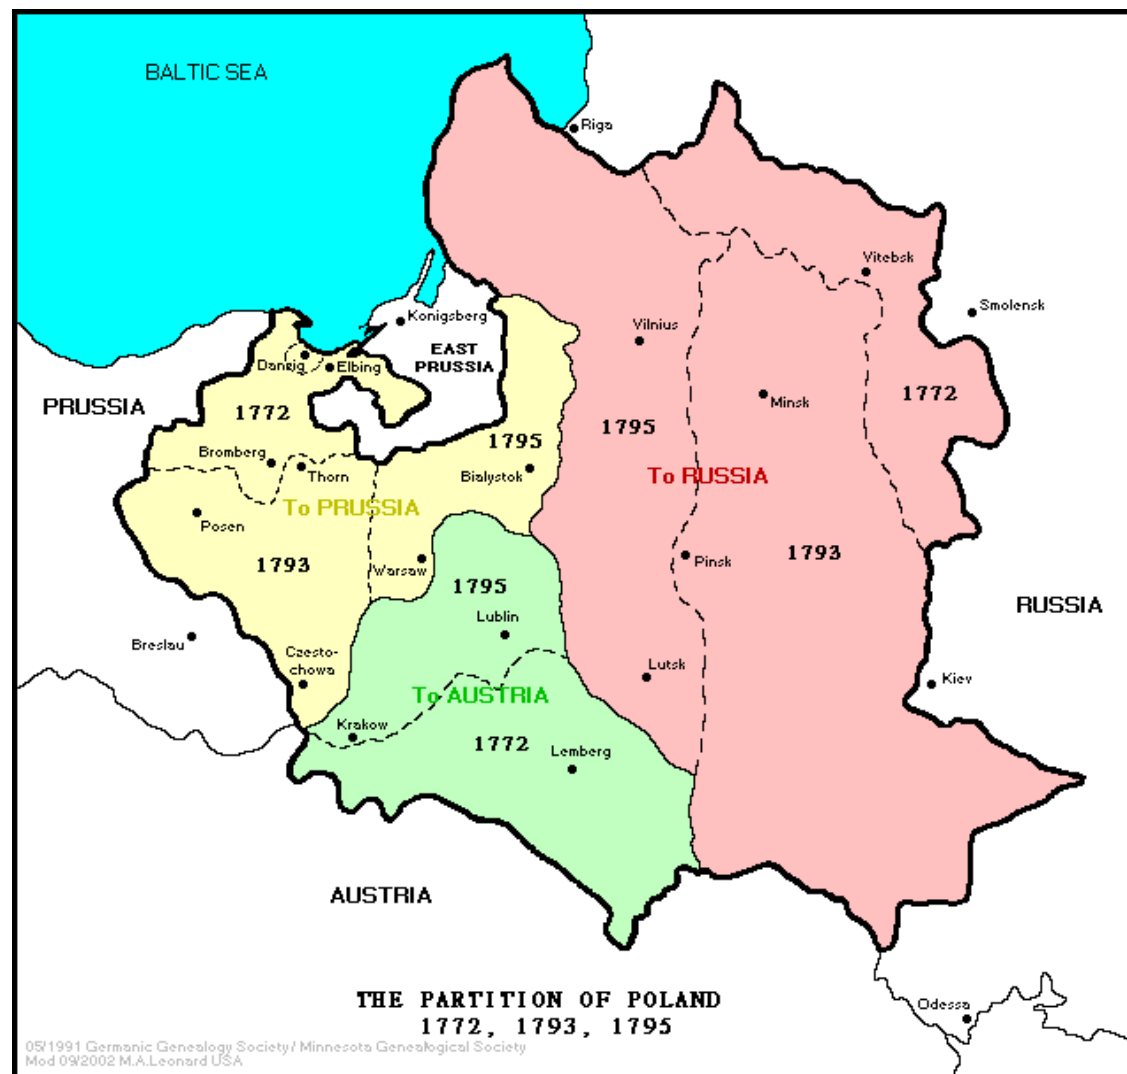 BALTIC SEA
Riga
Vitebsk
Smolensk
Konigsberg
Vilnius
EAST
PRUSSIA
Danzig
Elbing
PRUSSIA
1772
Minsk
1772
1795
1795
Bromberg
Thorn
Bialystok
To RUSSIA
To PRUSSIA
Posen
1793
Warsaw
Pinsk
1793
1795
RUSSIA
Breslau
Lublin
Czesto-
chowa
Lutsk
Kiev
To AUSTRIA
Krakow
1772
Lemberg
AUSTRIA
THE PARTITION OF POLAND
1772, 1793, 1795
Odessa
05/1991 Germanic Genealogy Society/ Minnesota Genealogical Society
Mod 09/2002 M.A.Leonard USA